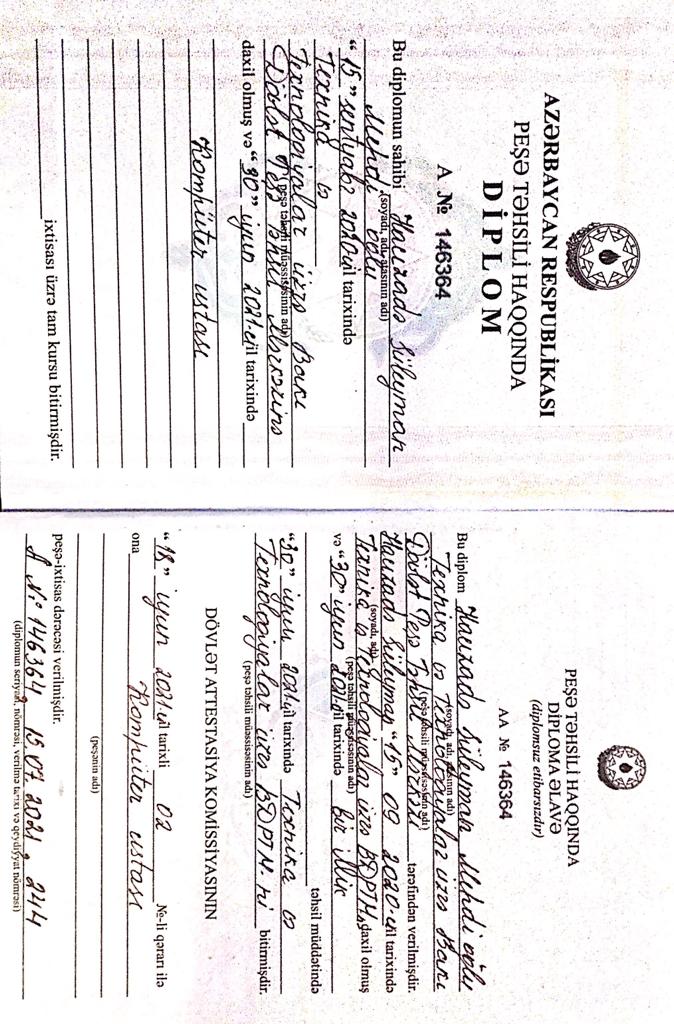 AZƏRBAYCAN RESPUBLİKASI
PEŞƏ TƏHSİLİ HAQQINDA
DİPLOM
A № 146364
Bu diplomun sahibi Hacızadə Süleyman
(soyadı, adı, atasının adı)
Mehdi oğlu
"15" sentyabr 2020-ci il tarixində
Texnika və
Texnologiyalar üzrə Bakı
(peşə təhsili müəssisəsinin adı)
Dövlət Peşə Təhsil Mərkəzinə
daxil olmuş və "30" iyun 2021-ci il tarixində
Kompüter ustası
ixtisası üzrə tam kursu bitirmişdir.
PEŞƏ TƏHSİLİ HAQQINDA
DİPLOMA ƏLAVƏ
(diplomsuz etibarsızdır)
AA № 146364
Bu diplom Hacızadə Süleyman Mehdi oğlu
(soyadı, adı, atasının adı)
Texnika və Texnologiyalar üzrə Bakı
(peşə təhsili müəssisəsinin adı)
Dövlət Peşə Təhsil Mərkəzi tərəfindən verilmişdir.
Hacızadə Süleyman "15" 09 2020-ci il tarixində
(soyadı, adı)
Texnika və Texnologiyalar üzrə BDPTM-nə daxil olmuş
(peşə təhsili müəssisəsinin adı)
və "30" iyun 2021-ci il tarixində bir illik
təhsil müddətində
"30" iyun 2021-ci il tarixində Texnika və
Texnologiyalar üzrə BDPTM-ni bitirmişdir.
(peşə təhsili müəssisəsinin adı)
DÖVLƏT ATTESTASİYA KOMİSSİYASININ
"18" iyun 2021-ci il tarixli 02 №-li qərarı ilə
ona Kompüter ustası
(peşənin adı)
peşə-ixtisas dərəcəsi verilmişdir.
A № 146364, 15 07 2021, 2414
(diplomun seriyası, nömrəsi, verilmə tarixi və qeydiyyat nömrəsi)